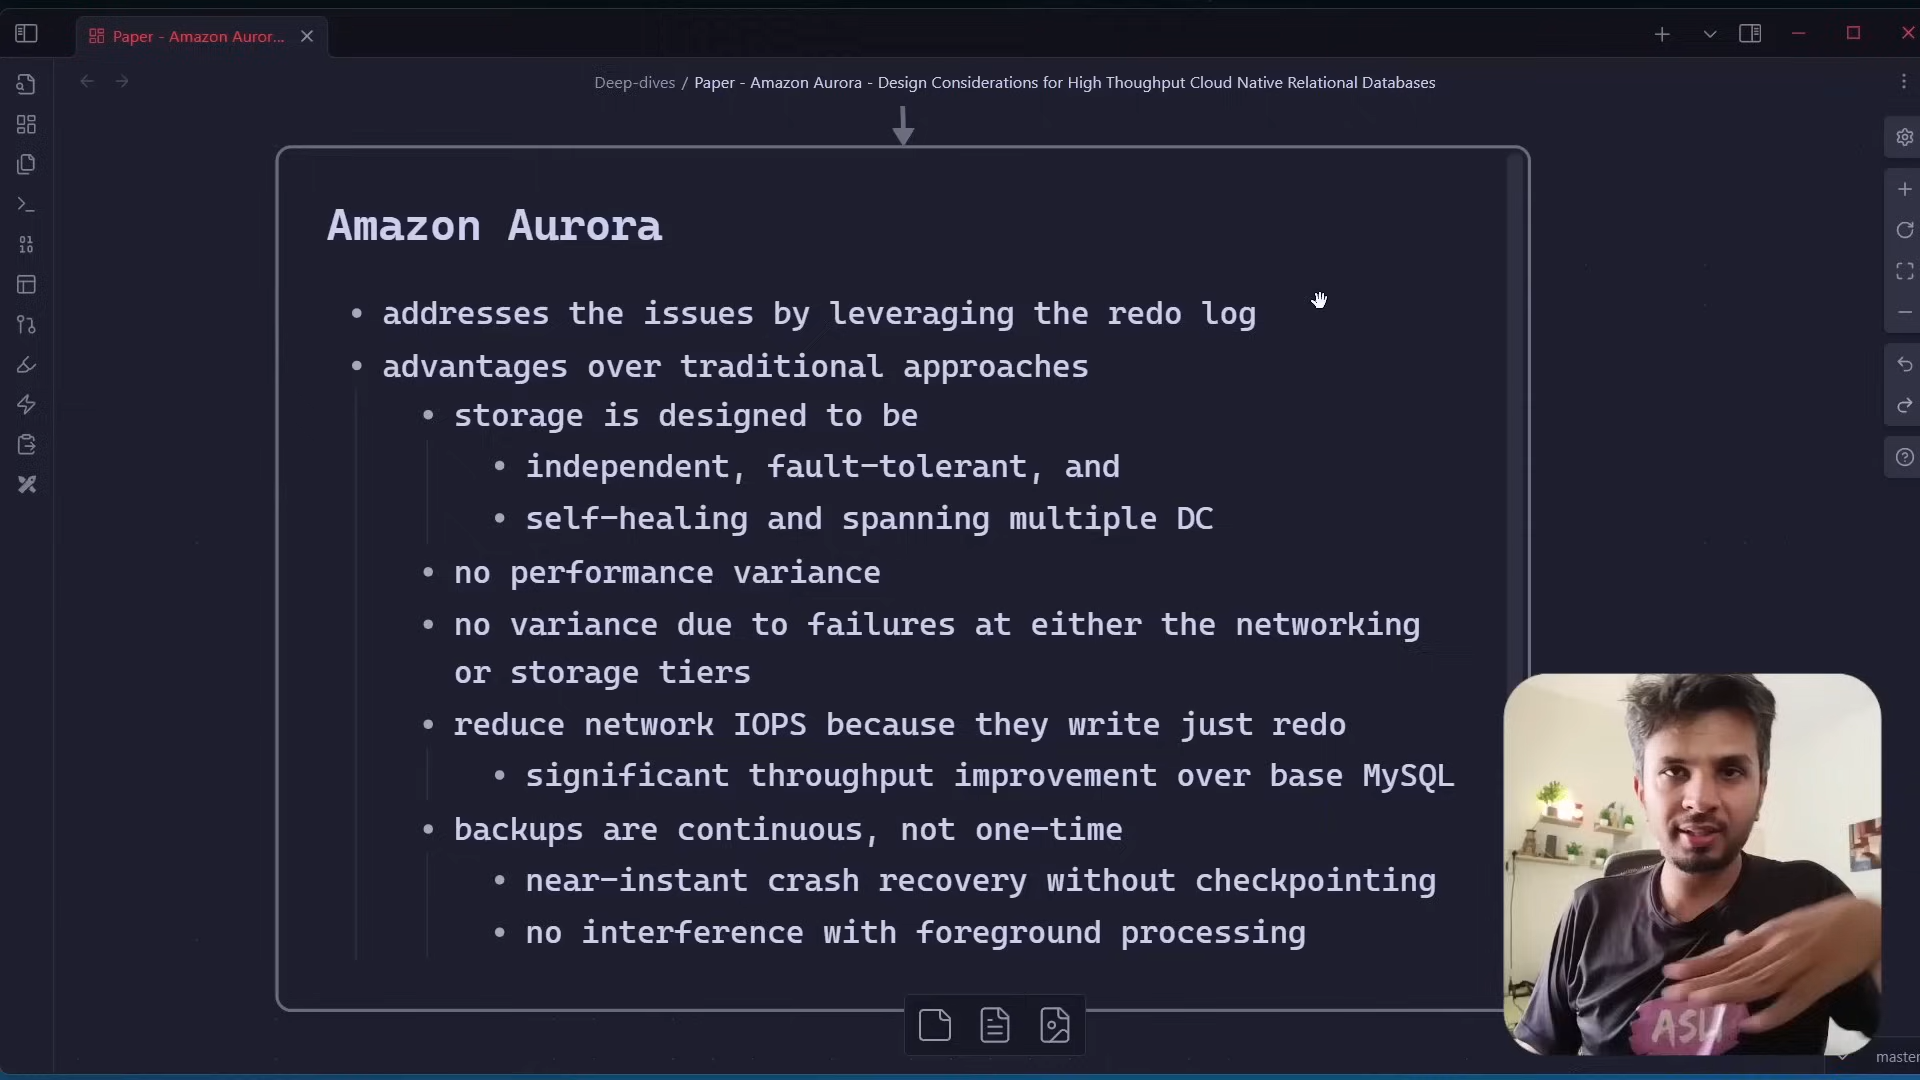 Paper - Amazon Auror...
Deep-dives / Paper - Amazon Aurora - Design Considerations for High Thoughput Cloud Native Relational Databases
Amazon Aurora
• addresses the issues by leveraging the redo log
• advantages over traditional approaches
• storage is designed to be
• independent, fault-tolerant, and
• self-healing and spanning multiple DC
• no performance variance
• no variance due to failures at either the networking
or storage tiers
• reduce network IOPS because they write just redo
• significant throughput improvement over base MySQL
• backups are continuous, not one-time
• near-instant crash recovery without checkpointing
• no interference with foreground processing
master